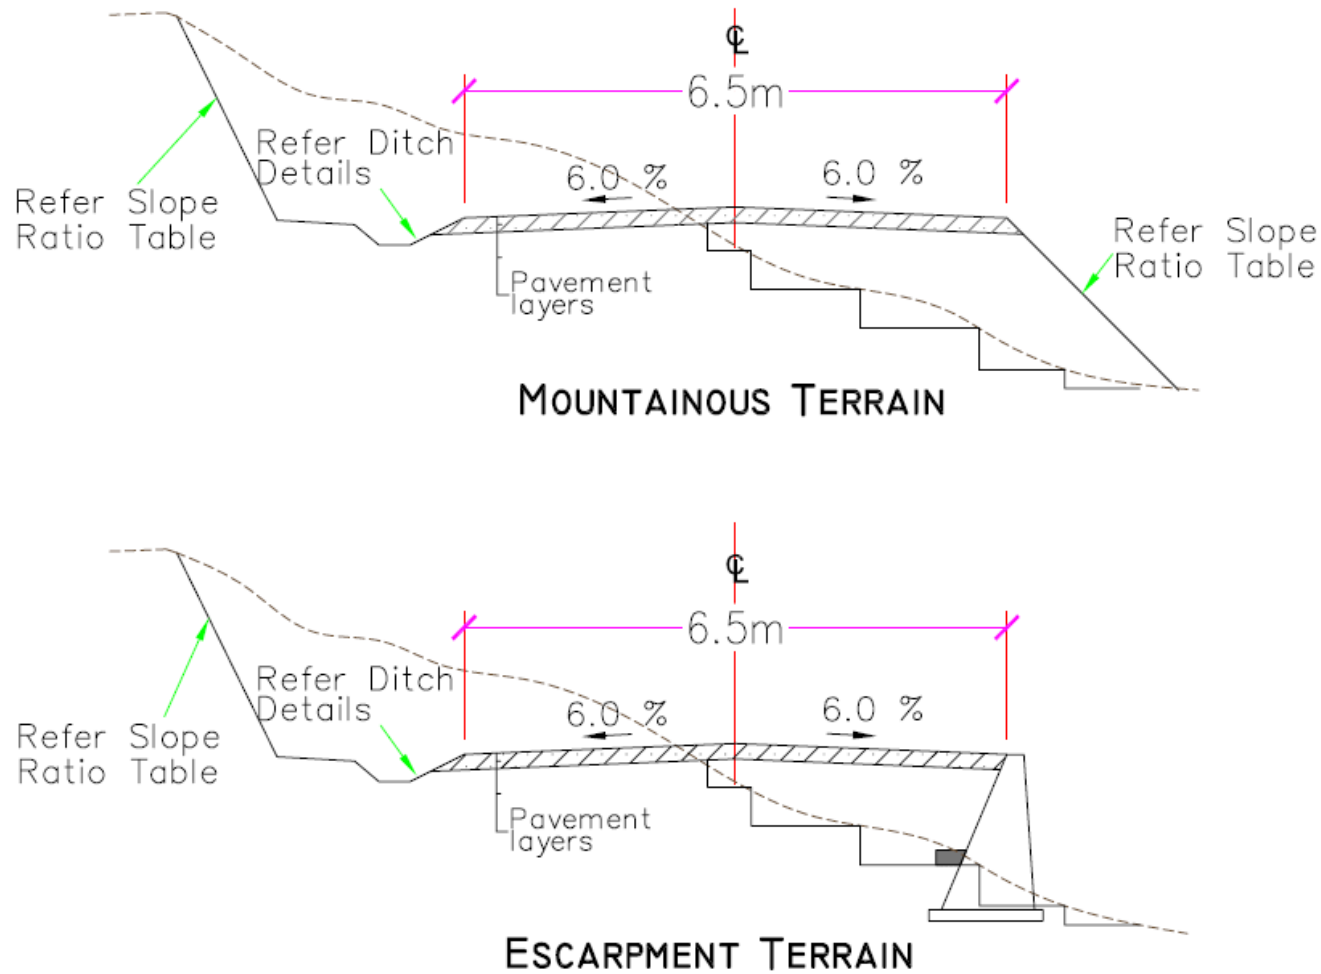 ℄
6.5m
Refer Ditch
Details
6.0 %
6.0 %
Refer Slope
Ratio Table
Refer Slope
Ratio Table
Pavement
layers
MOUNTAINOUS TERRAIN
℄
6.5m
Refer Ditch
Details
6.0 %
6.0 %
Refer Slope
Ratio Table
Pavement
layers
ESCARPMENT TERRAIN